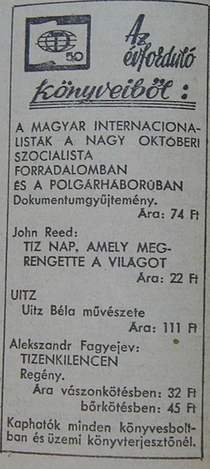 50
Az
évforduló
könyveiből:
A MAGYAR INTERNACIONA-
LISTÁK A NAGY OKTÓBERI
SZOCIALISTA
FORRADALOMBAN
ÉS A POLGÁRHÁBORÚBAN
Dokumentumgyűjtemény.
Ára: 74 Ft
John Reed:
TIZ NAP, AMELY MEG-
RENGETTE A VILÁGOT
Ára: 22 Ft
UITZ
Uitz Béla művészete
Ára: 111 Ft
Alekszandr Fagyejev:
TIZENKILENCEN
Regény.
Ára vászonkötésben: 32 Ft
bőrkötésben: 45 Ft
Kaphatók minden könyvesbolt-
ban és üzemi könyvterjesztőnél.